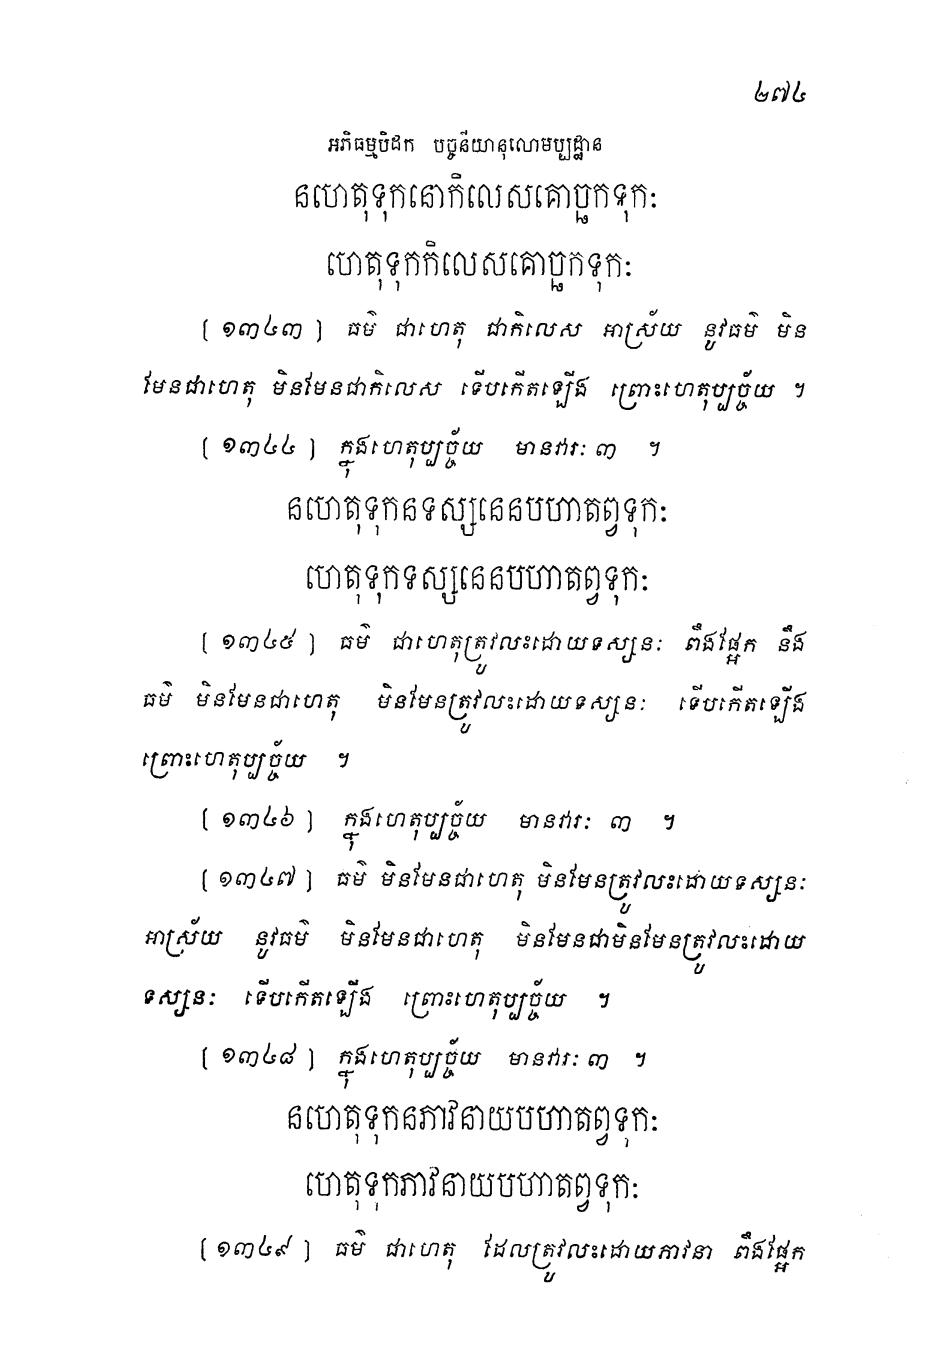 ២៧៤
អភិធម្មបិដក បច្ចនីយានុលោមប្បដ្ឋាន
នហេតុទុកនោកិលេសគោច្ឆកទុកៈ
ហេតុទុកកិលេសគោច្ឆកទុកៈ
[ ១៣៤៣ ] ធម៌ ជាហេតុ ជាកិលេស អាស្រ័យ នូវធម៌ មិន
មែនជាហេតុ មិនមែនជាកិលេស ទើបកើតឡើង ព្រោះហេតុប្បច្ច័យ ។
[ ១៣៤៤ ] ក្នុងហេតុប្បច្ច័យ មានវារៈ ៣ ។
នហេតុទុកនទស្សនេនបហាតព្វទុកៈ
ហេតុទុកទស្សនេនបហាតព្វទុកៈ
[ ១៣៤៥ ] ធម៌ ជាហេតុត្រូវលះដោយទស្សនៈ ពឹងផ្អែក នឹង
ធម៌ មិនមែនជាហេតុ មិនមែនត្រូវលះដោយទស្សនៈ ទើបកើតឡើង
ព្រោះហេតុប្បច្ច័យ ។
[ ១៣៤៦ ] ក្នុងហេតុប្បច្ច័យ មានវារៈ ៣ ។
[ ១៣៤៧ ] ធម៌ មិនមែនជាហេតុ មិនមែនត្រូវលះដោយទស្សនៈ
អាស្រ័យ នូវធម៌ មិនមែនជាហេតុ មិនមែនជាមិនមែនត្រូវលះដោយ
ទស្សនៈ ទើបកើតឡើង ព្រោះហេតុប្បច្ច័យ ។
[ ១៣៤៨ ] ក្នុងហេតុប្បច្ច័យ មានវារៈ ៣ ។
នហេតុទុកនភាវនាយបហាតព្វទុកៈ
ហេតុទុកភាវនាយបហាតព្វទុកៈ
[ ១៣៤៩ ] ធម៌ ជាហេតុ ដែលត្រូវលះដោយភាវនា ពឹងផ្អែក